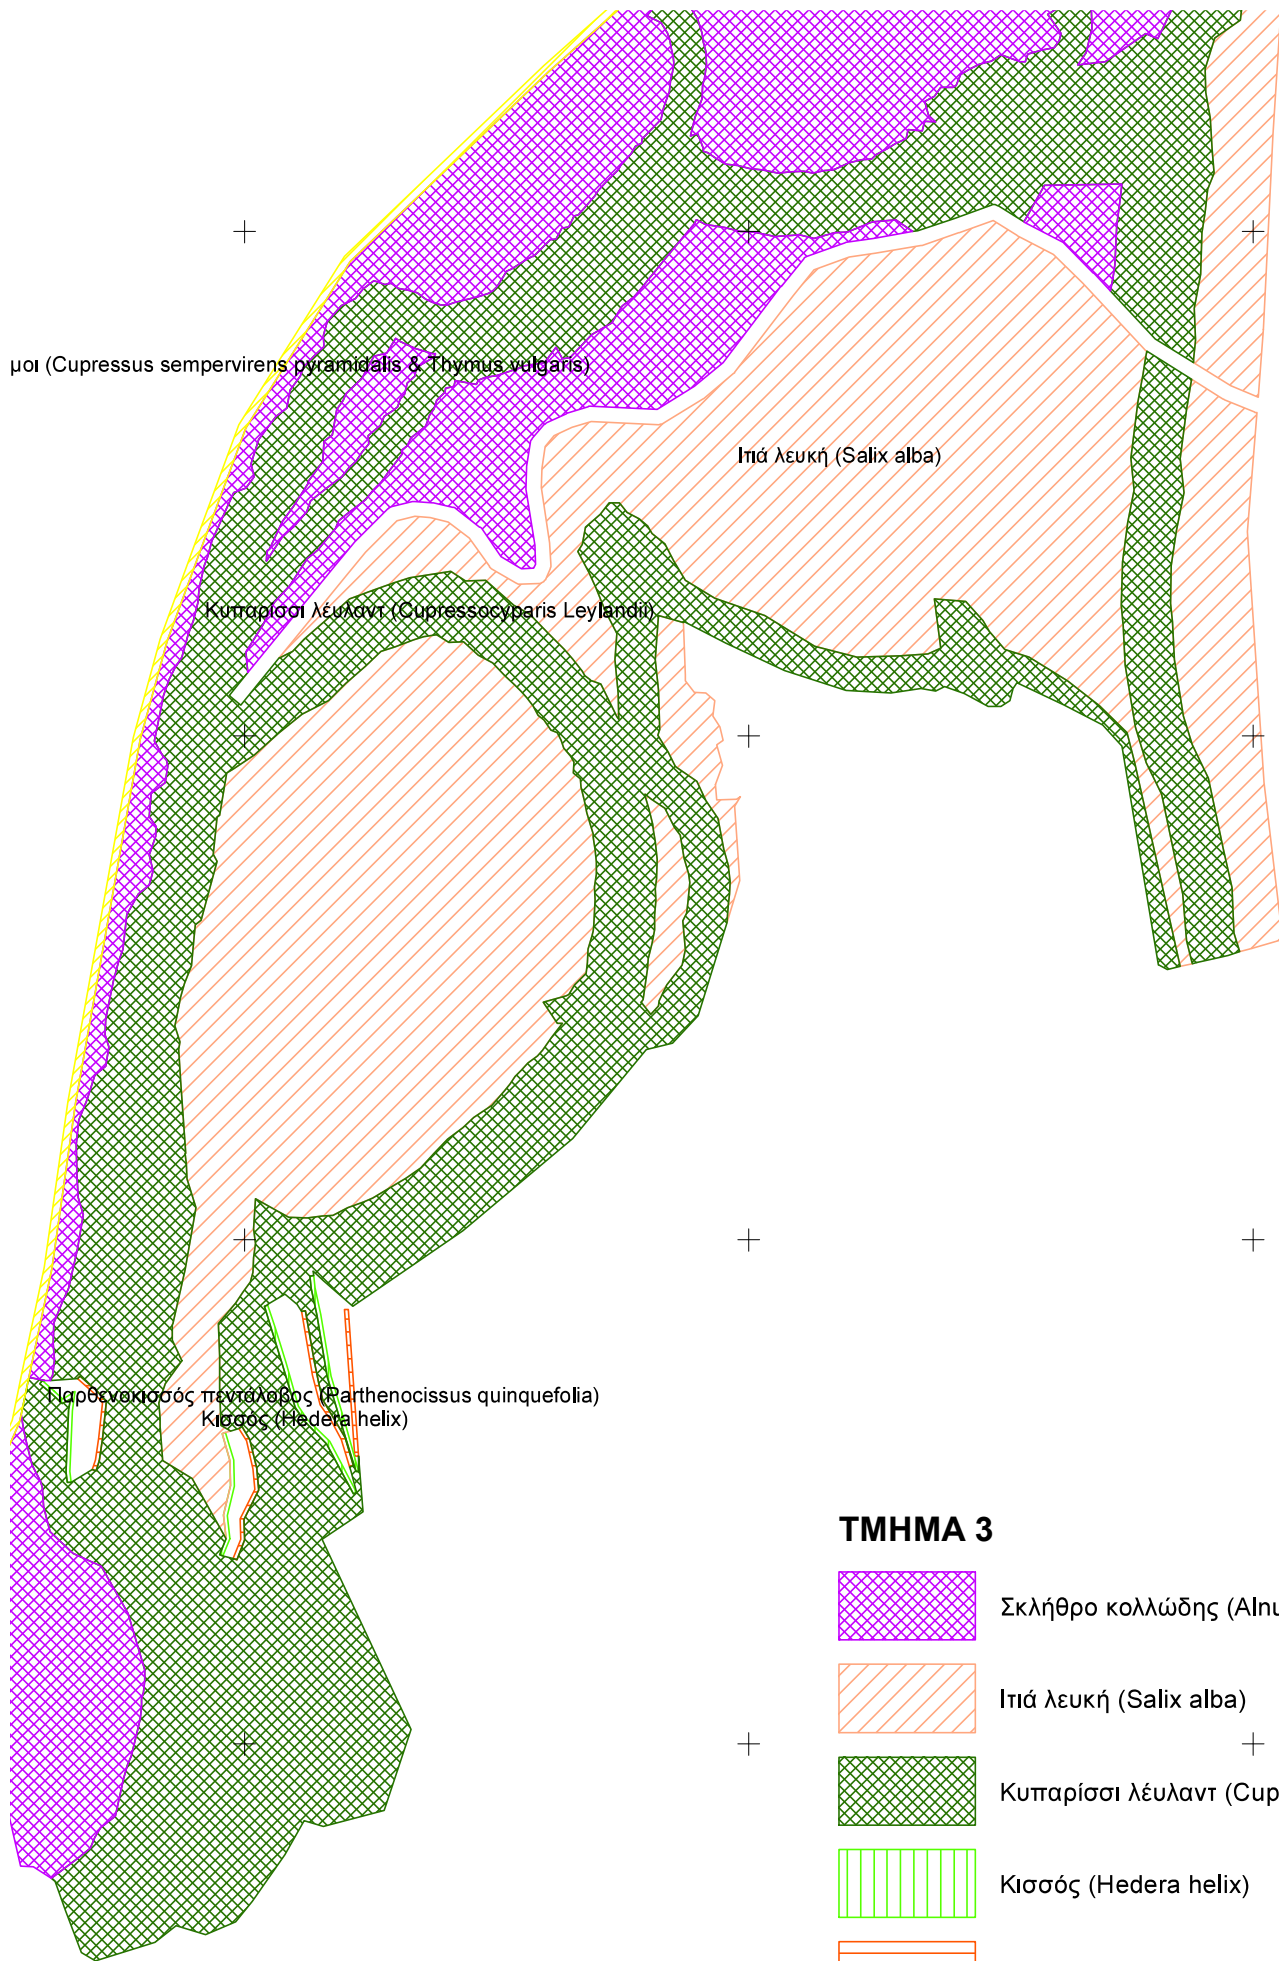 μοι (Cupressus sempervirens pyramidalis & Thymus vulgaris)
Ιτιά λευκή (Salix alba)
Κυπαρίσσι λέυλαντ (Cupressocyparis Leylandii)
Παρθενοκισσός πεντάλοβος (Parthenocissus quinquefolia)
Κισσός (Hedera helix)
ΤΜΗΜΑ 3
Σκλήθρο κολλώδης (Alnu
Ιτιά λευκή (Salix alba)
Κυπαρίσσι λέυλαντ (Cup
Κισσός (Hedera helix)